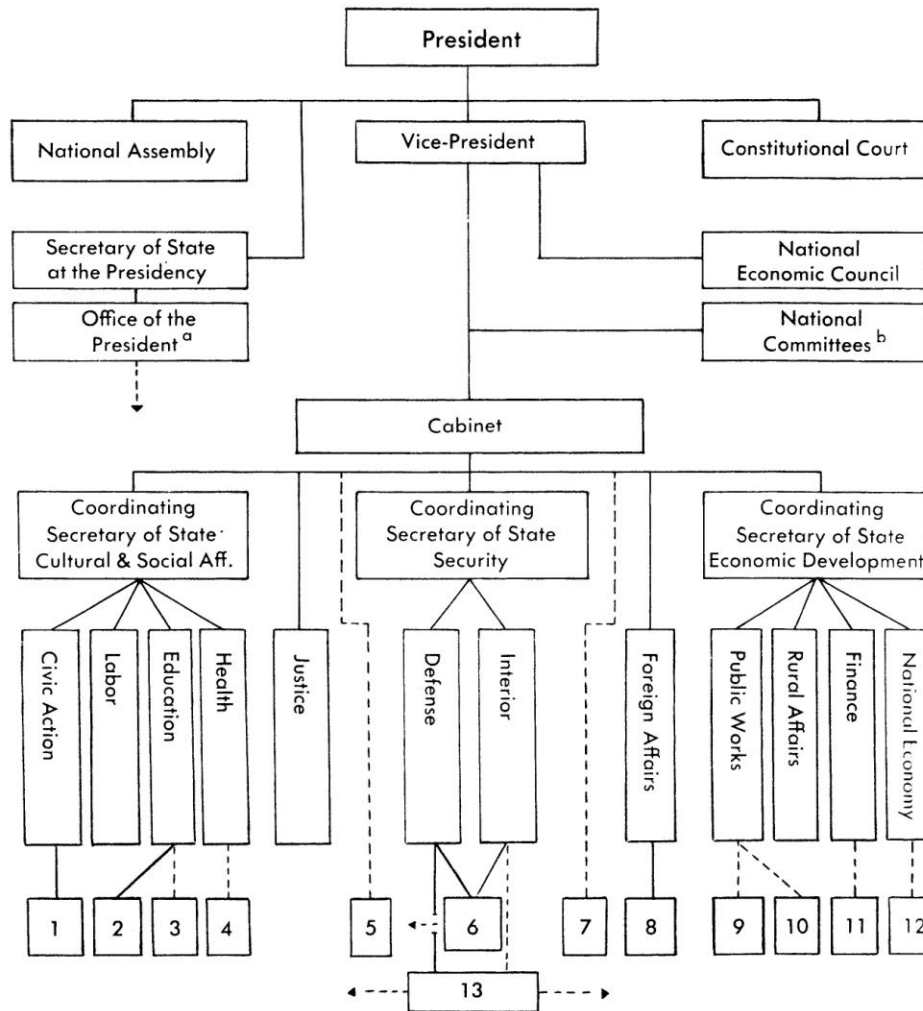 President
National Assembly
Vice-President
Constitutional Court
Secretary of State
at the Presidency
National
Economic Council
Office of the
President a
National
Committees b
Cabinet
Coordinating
Secretary of State
Cultural & Social Aff.
Coordinating
Secretary of State
Security
Coordinating
Secretary of State
Economic Development
Civic Action
Labor
Education
Health
Justice
Defense
Interior
Foreign Affairs
Public Works
Rural Affairs
Finance
National Economy
1
2
3
4
5
6
7
8
9
10
11
12
13